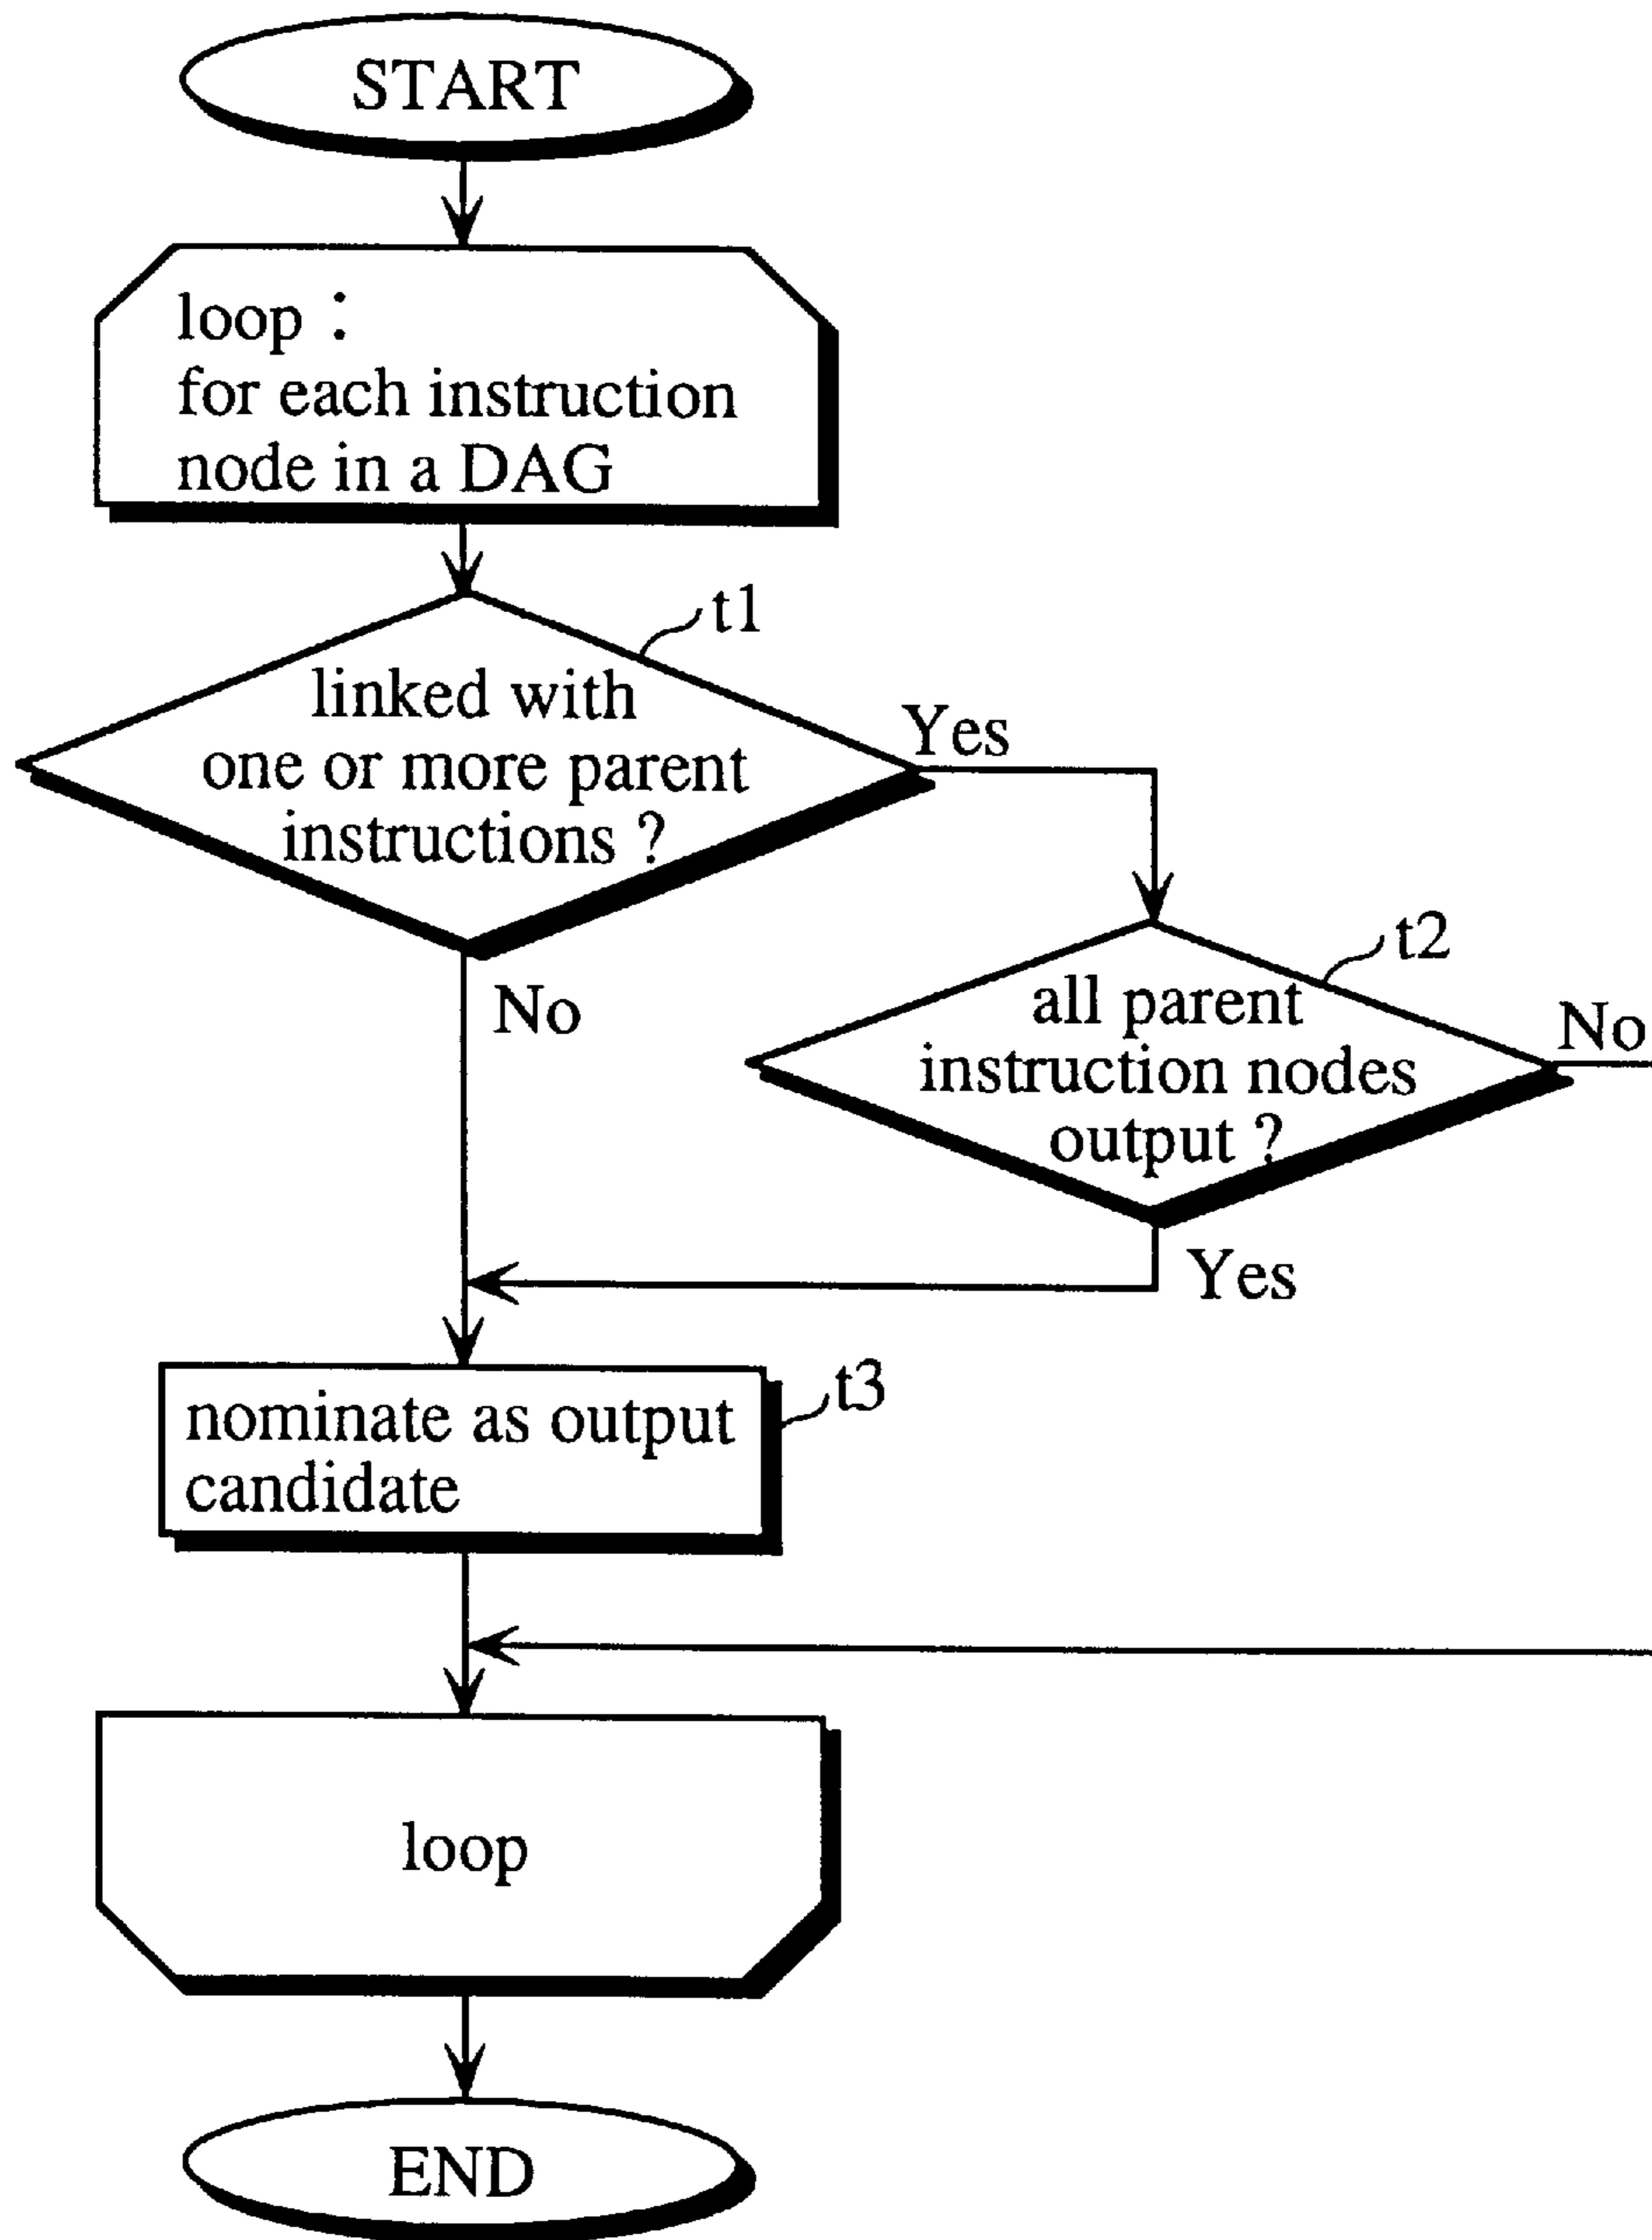 START
loop :
for each instruction
node in a DAG
t1
linked with
one or more parent
instructions ?
Yes
No
t2
all parent
instruction nodes
output ?
No
Yes
nominate as output
candidate
t3
loop
END